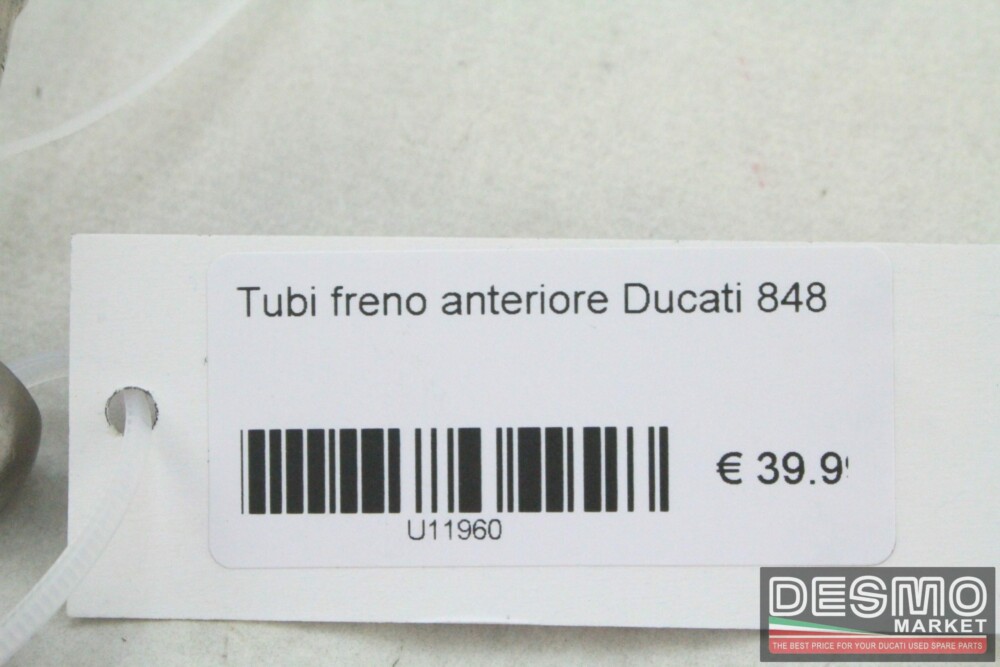 Tubi freno anteriore Ducati 848
€ 39.9
U11960
DESMO
MARKET
THE BEST PRICE FOR YOUR DUCATI USED SPARE PARTS